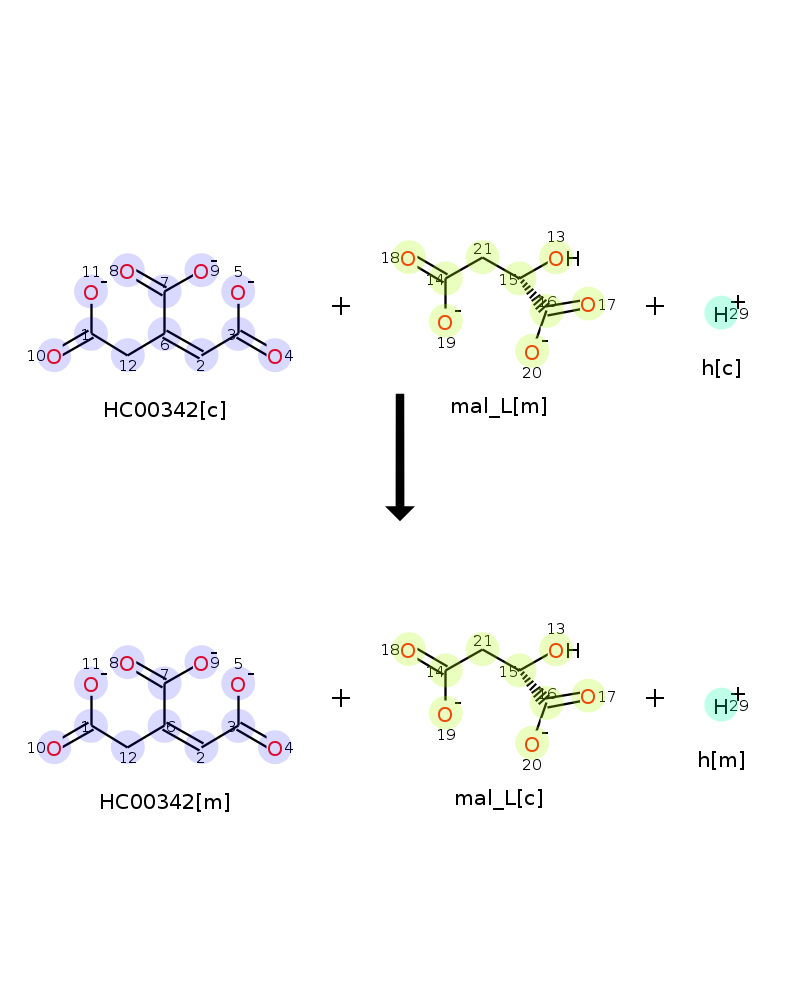 11 8 O O 9 5 - - -
O O 7
10 O 1 12 6 2 3 O 4
HC00342[c]
+
18 O 21 13 O H
14 15 16 O 17
O - O -
19 20
mal_L[m]
+
H + 29
h[c]
11 8 O O 9 5 - - -
O O 7
10 O 1 12 6 2 3 O 4
HC00342[m]
+
18 O 21 13 O H
14 15 16 O 17
O - O -
19 20
mal_L[c]
+
H + 29
h[m]